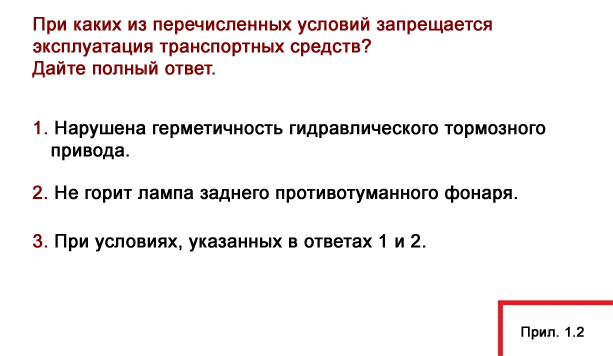 При каких из перечисленных условий запрещается
эксплуатация транспортных средств?
Дайте полный ответ.
1. Нарушена герметичность гидравлического тормозного
привода.
2. Не горит лампа заднего противотуманного фонаря.
3. При условиях, указанных в ответах 1 и 2.
Прил. 1.2